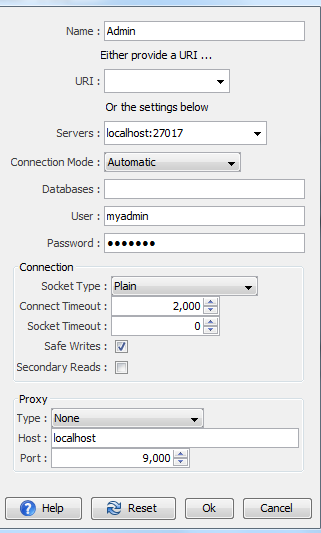 Name : Admin
Either provide a URI ...
URI :
Or the settings below
Servers : localhost:27017
Connection Mode : Automatic
Databases :
User : myadmin
Password : •••••••
Connection
Socket Type : Plain
Connect Timeout : 2,000
Socket Timeout : 0
Safe Writes :
Secondary Reads :
Proxy
Type : None
Host : localhost
Port : 9,000
Help Reset Ok Cancel